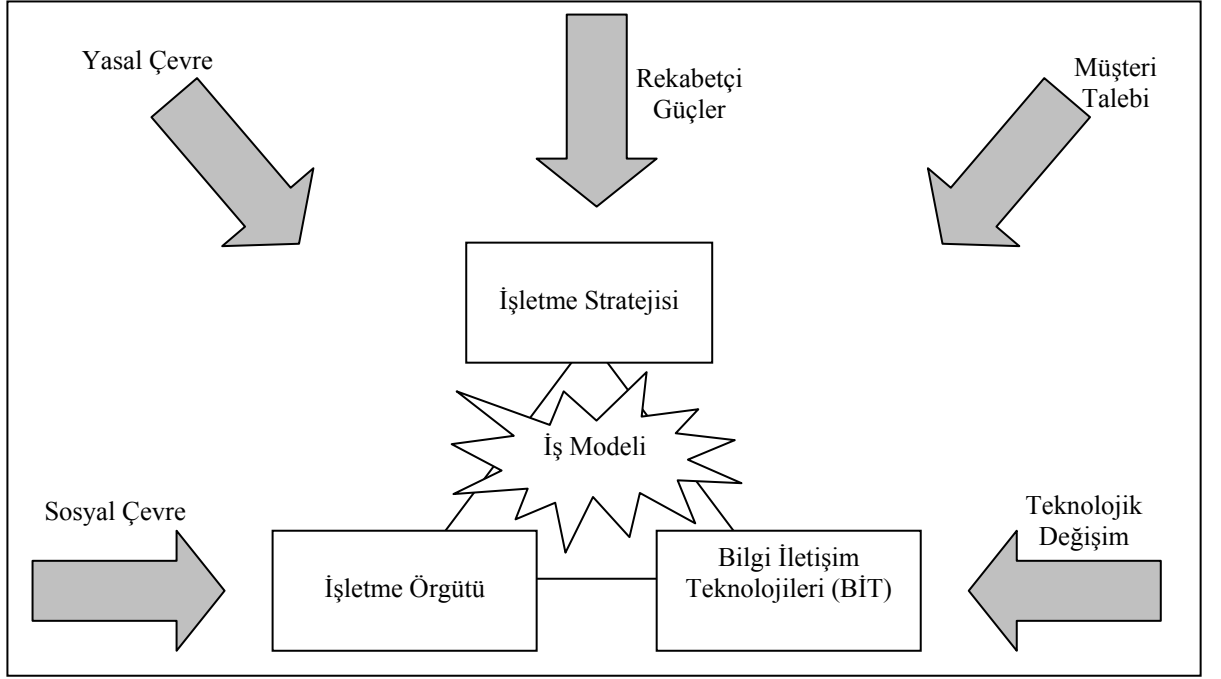 Yasal Çevre
Rekabetçi
Güçler
Müşteri
Talebi
İşletme Stratejisi
İş Modeli
Sosyal Çevre
Teknolojik
Değişim
İşletme Örgütü
Bilgi İletişim
Teknolojileri (BİT)